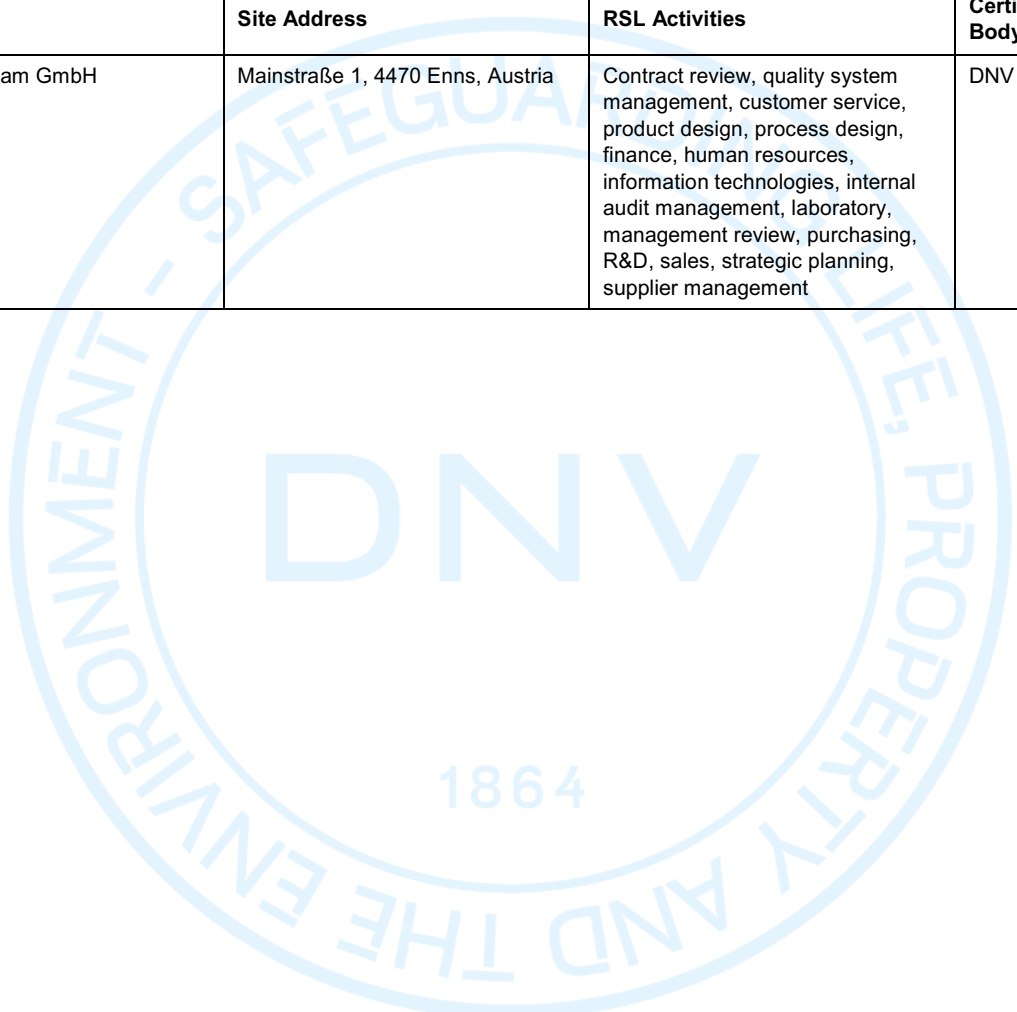 Site Address
RSL Activities
Certi
Body
am GmbH
Mainstraße 1, 4470 Enns, Austria
Contract review, quality system
management, customer service,
product design, process design,
finance, human resources,
information technologies, internal
audit management, laboratory,
management review, purchasing,
R&D, sales, strategic planning,
supplier management
DNV
SAFEGUARDING LIFE, PROPERTY AND THE ENVIRONMENT -
DNV
1864